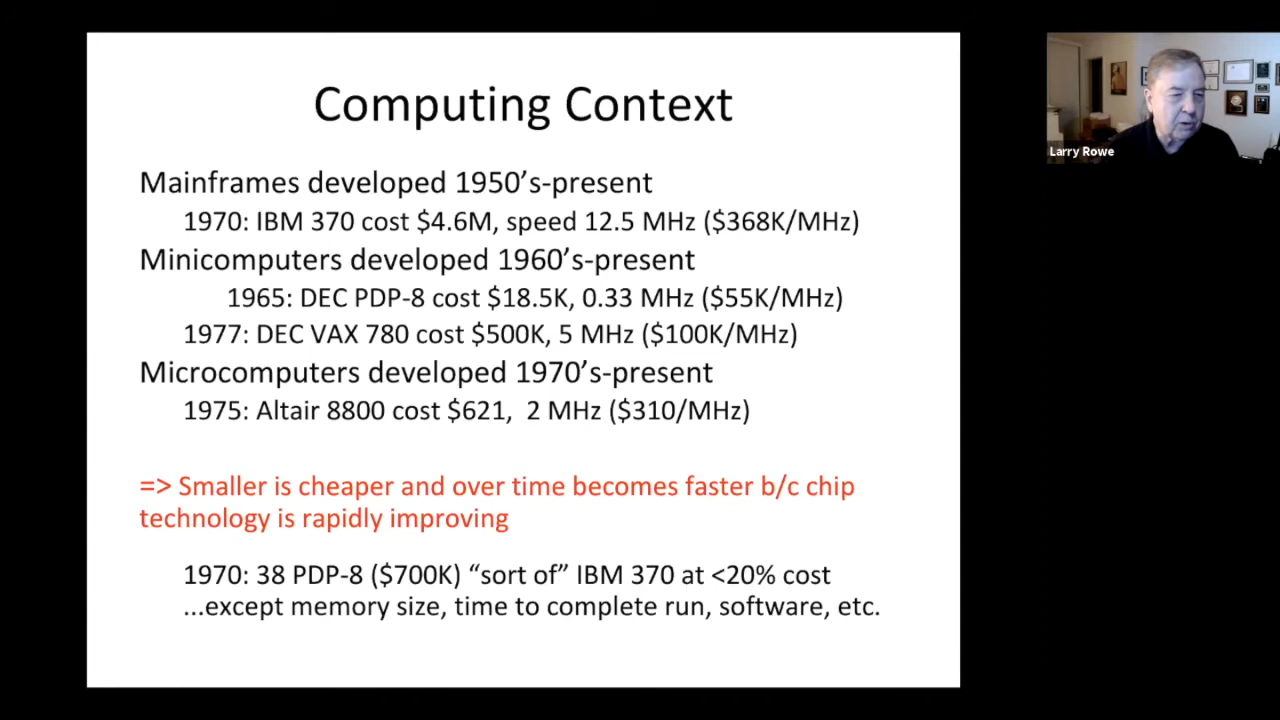 Computing Context
Mainframes developed 1950’s-present
1970: IBM 370 cost $4.6M, speed 12.5 MHz ($368K/MHz)
Minicomputers developed 1960’s-present
1965: DEC PDP-8 cost $18.5K, 0.33 MHz ($55K/MHz)
1977: DEC VAX 780 cost $500K, 5 MHz ($100K/MHz)
Microcomputers developed 1970’s-present
1975: Altair 8800 cost $621, 2 MHz ($310/MHz)
=> Smaller is cheaper and over time becomes faster b/c chip
technology is rapidly improving
1970: 38 PDP-8 ($700K) “sort of” IBM 370 at <20% cost
...except memory size, time to complete run, software, etc.
Larry Rowe